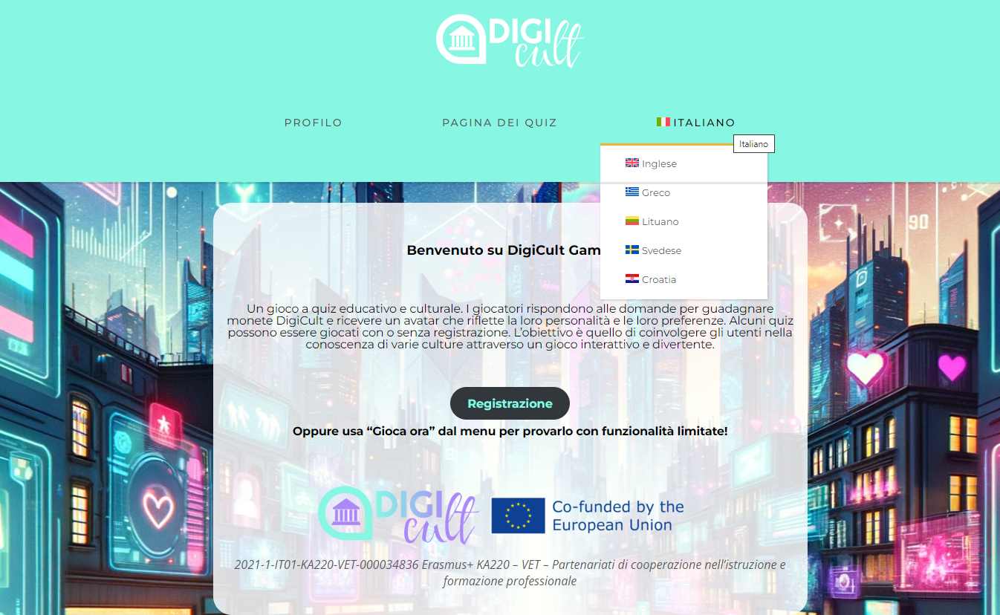 DIGI
cult
PROFILO
PAGINA DEI QUIZ
ITALIANO
Italiano
Inglese
Greco
Lituano
Svedese
Croatia
90
Benvenuto su DigiCult Gam
Un gioco a quiz educativo e culturale. I giocatori rispondono alle domande per guadagnare
monete DigiCult e ricevere un avatar che riflette la loro personalità e le loro preferenze. Alcuni quiz
possono essere giocati con o senza registrazione. L’obiettivo è quello di coinvolgere gli utenti nella
conoscenza di varie culture attraverso un gioco interattivo e divertente.
Registrazione
Oppure usa “Gioca ora” dal menu per provarlo con funzionalità limitate!
DIGI
cult
Co-funded by the
European Union
2021-1-IT01-KA220-VET-000034836 Erasmus+ KA220 – VET – Partenariati di cooperazione nell’istruzione e
formazione professionale